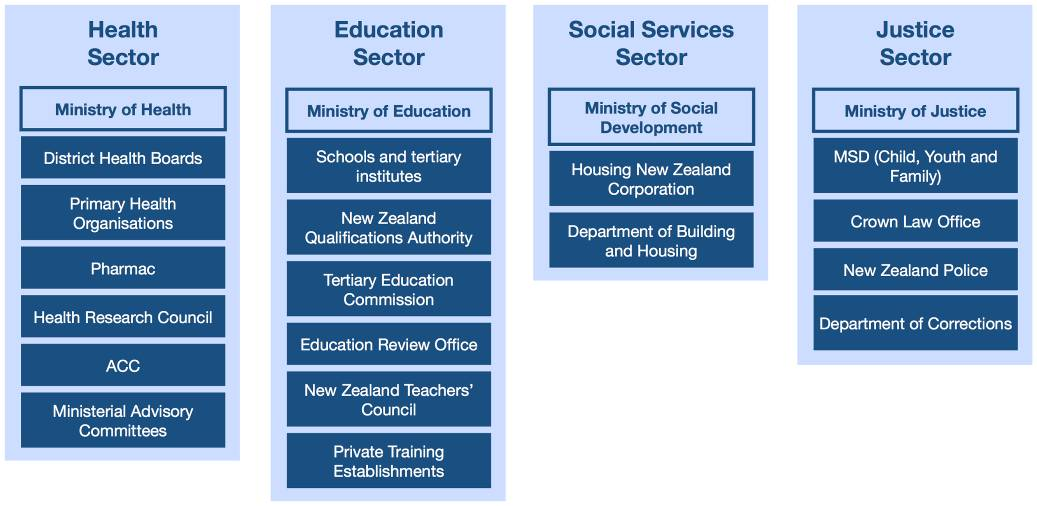 Health
Sector
Ministry of Health
District Health Boards
Primary Health
Organisations
Pharmac
Health Research Council
ACC
Ministerial Advisory
Committees
Education
Sector
Ministry of Education
Schools and tertiary
institutes
New Zealand
Qualifications Authority
Tertiary Education
Commission
Education Review Office
New Zealand Teachers’
Council
Private Training
Establishments
Social Services
Sector
Ministry of Social
Development
Housing New Zealand
Corporation
Department of Building
and Housing
Justice
Sector
Ministry of Justice
MSD (Child, Youth and
Family)
Crown Law Office
New Zealand Police
Department of Corrections